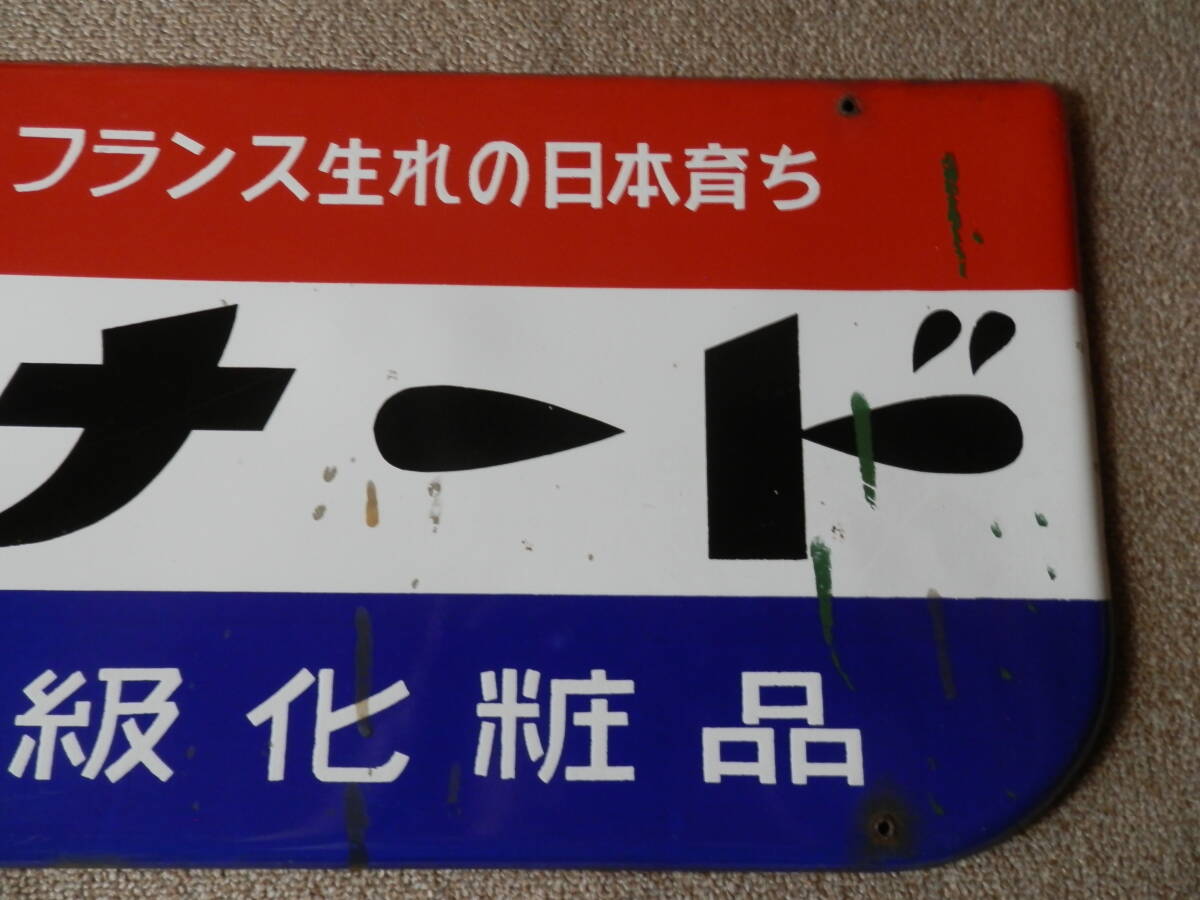 フランス生れの日本育ち
ナード
級化粧品